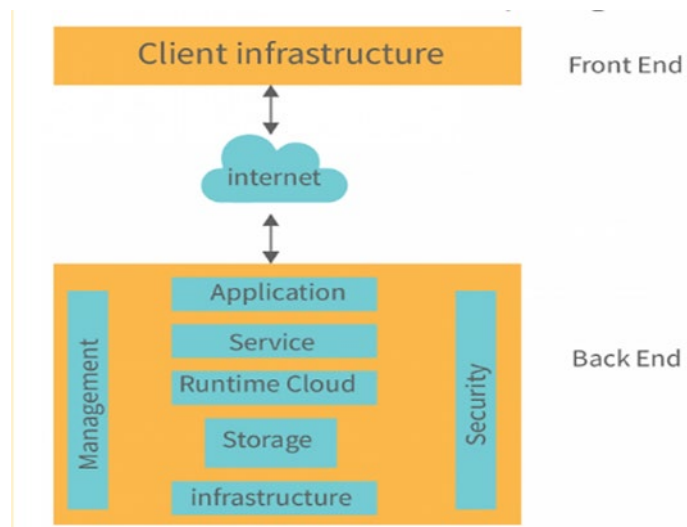 Client infrastructure
Front End
internet
Application
Service
Runtime Cloud
Storage
infrastructure
Management
Security
Back End